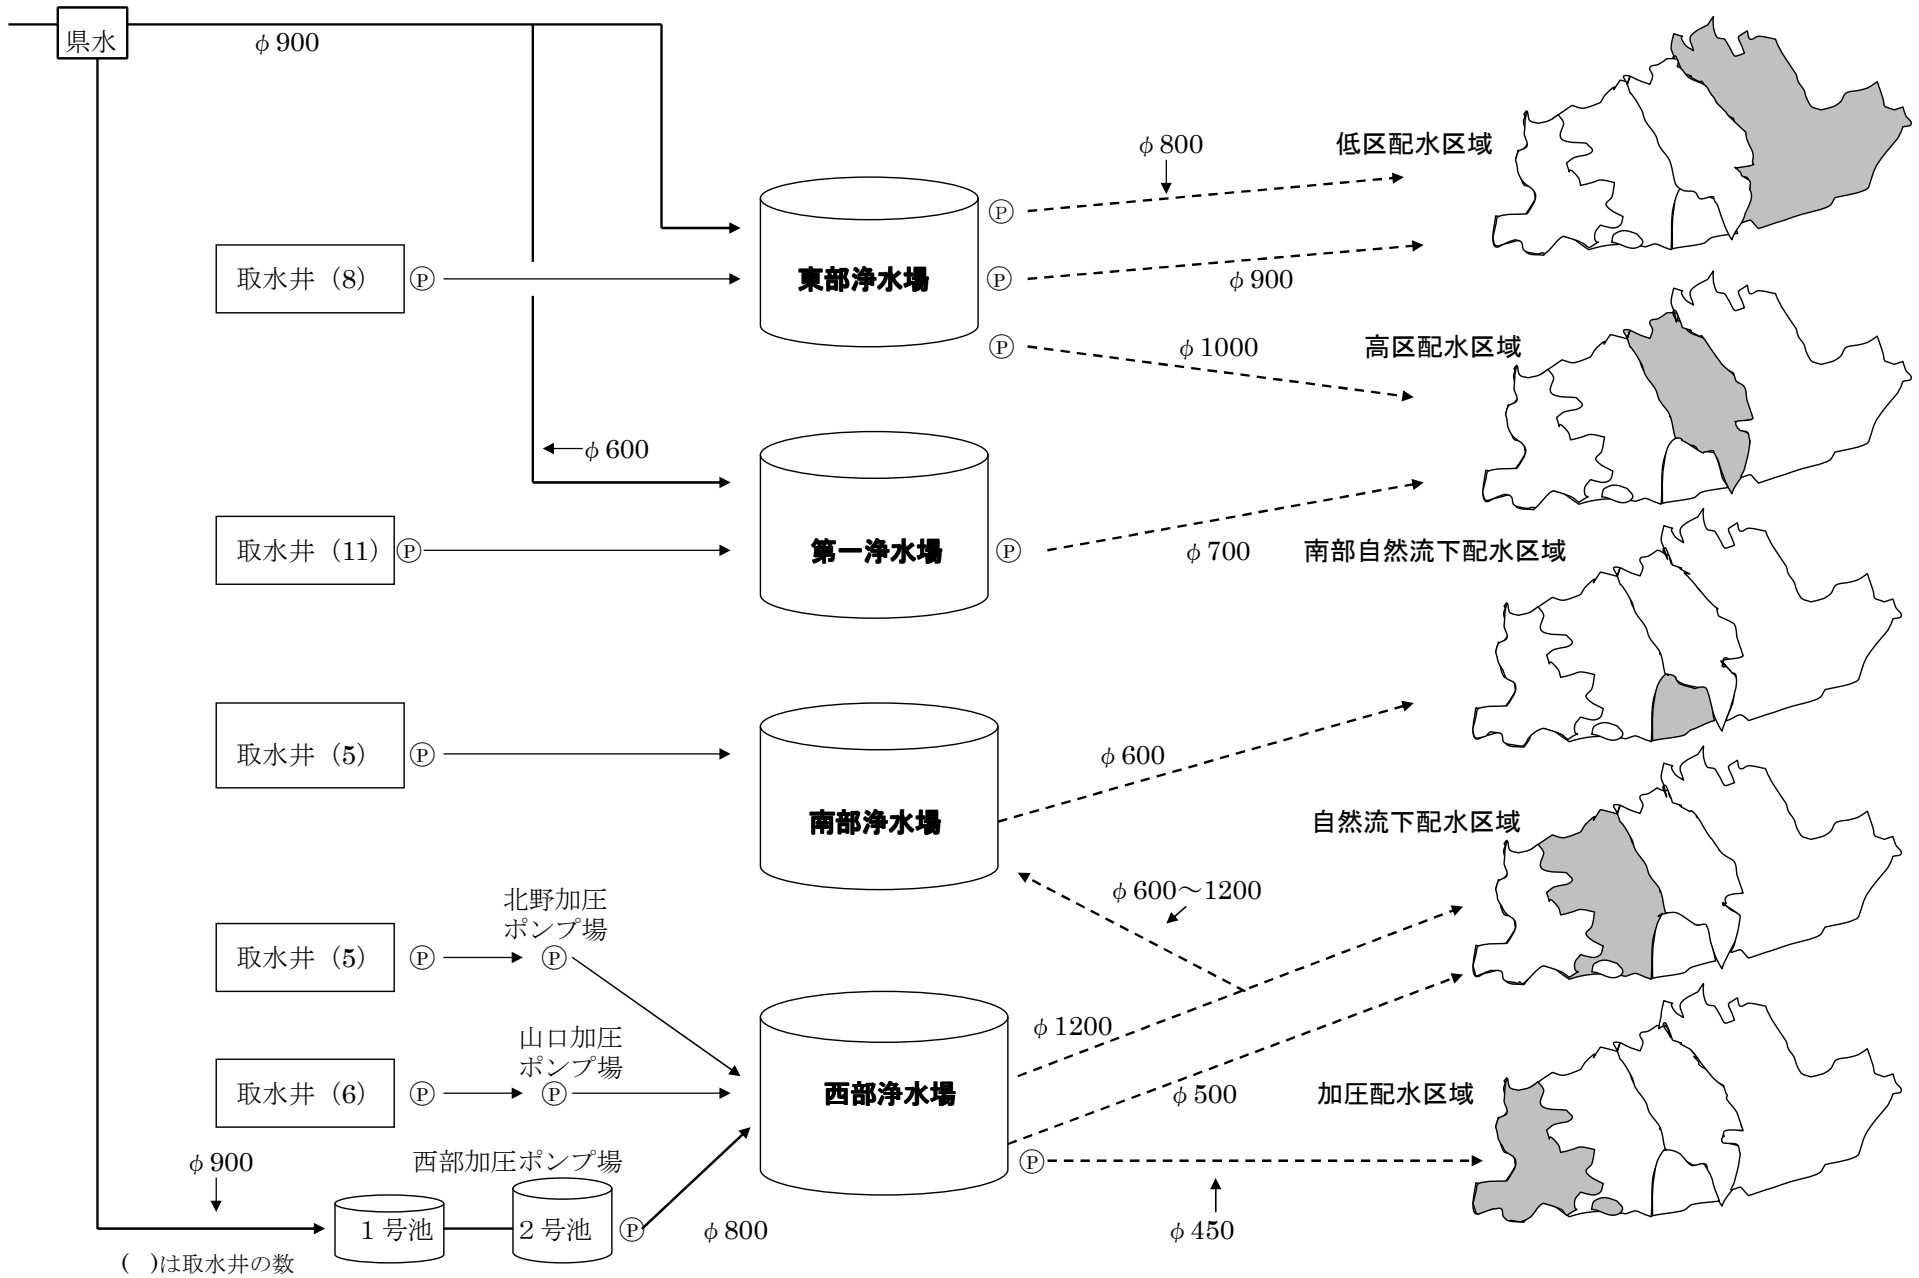 県水
φ900
φ800
低区配水区域
P
取水井（8）
P
東部浄水場
P
φ900
P
φ1000
高区配水区域
φ600
取水井（11）
P
第一浄水場
P
φ700
南部自然流下配水区域
取水井（5）
P
南部浄水場
φ600
自然流下配水区域
φ600～1200
北野加圧
ポンプ場
取水井（5）
P
P
φ1200
山口加圧
ポンプ場
取水井（6）
P
P
西部浄水場
φ500
加圧配水区域
φ900
西部加圧ポンプ場
P
1号池
2号池
P
φ800
φ450
(　)は取水井の数